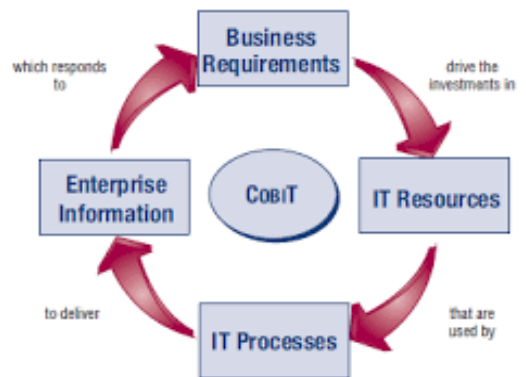 Business
Requirements
which responds
to
drive the
investments in
Enterprise
Information
COBIT
IT Resources
to deliver
that are
used by
IT Processes